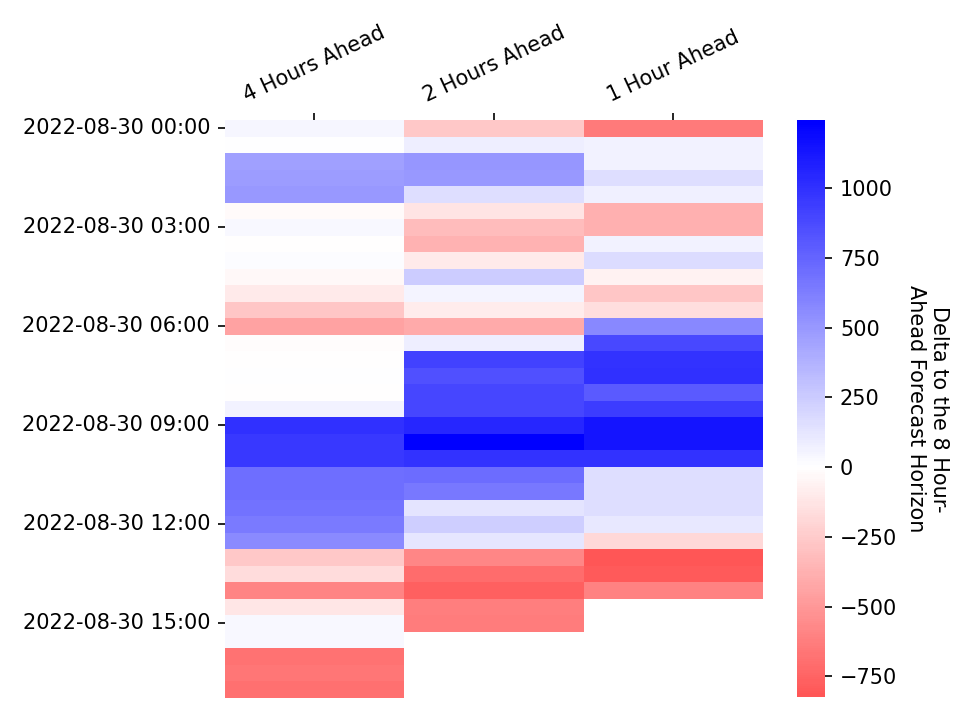 4 Hours Ahead
2 Hours Ahead
1 Hour Ahead
2022-08-30 00:00
2022-08-30 03:00
2022-08-30 06:00
2022-08-30 09:00
2022-08-30 12:00
2022-08-30 15:00
1000
750
500
250
0
−250
−500
−750
Delta to the 8 Hour-
Ahead Forecast Horizon